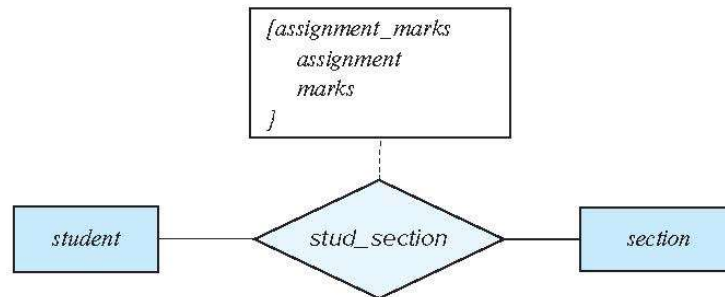 {assignment_marks
assignment
marks
}
student
stud_section
section